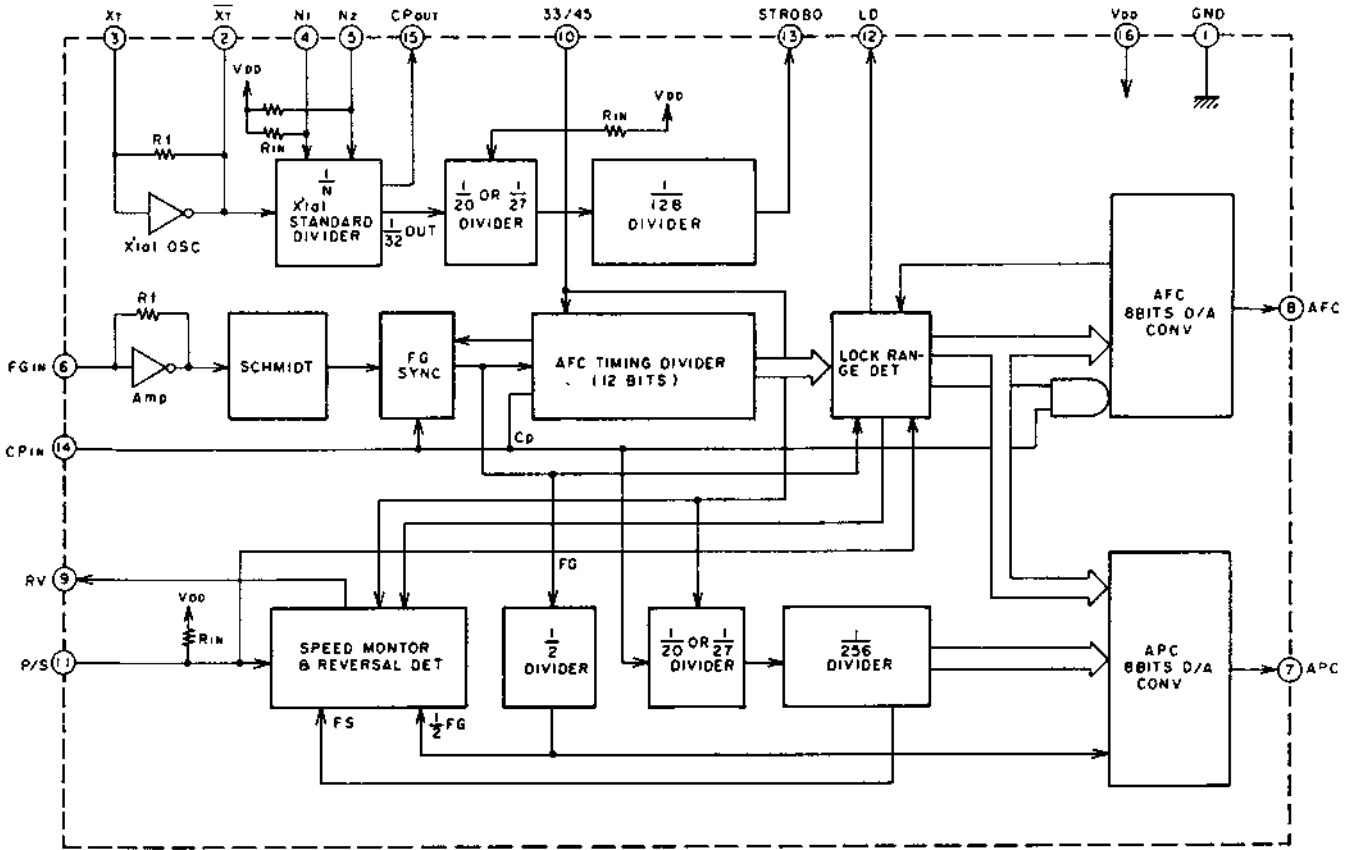 XT X̅T̅ N1 N2 CPOUT 33/45 STROBO LD VDD GND
3 2 4 5 15 10 13 12 16 1
VDD
RIN
Rf
X'tal OSC
1/N
X'tal
STANDARD
DIVIDER
1/32 OUT
1/20 OR 1/27
DIVIDER
RIN
VDD
1/128
DIVIDER
FGIN 6
Rf
Amp
SCHMIDT
FG
SYNC
AFC TIMING DIVIDER
(12 BITS)
LOCK RAN-
GE DET
AFC
8BITS D/A
CONV
8 AFC
CPIN 14
CP
FG
RV 9
VDD
RIN
P/S 11
SPEED MONTOR
& REVERSAL DET
1/2
DIVIDER
1/20 OR 1/27
DIVIDER
1/256
DIVIDER
APC
8BITS D/A
CONV
7 APC
FS
1/2 FG